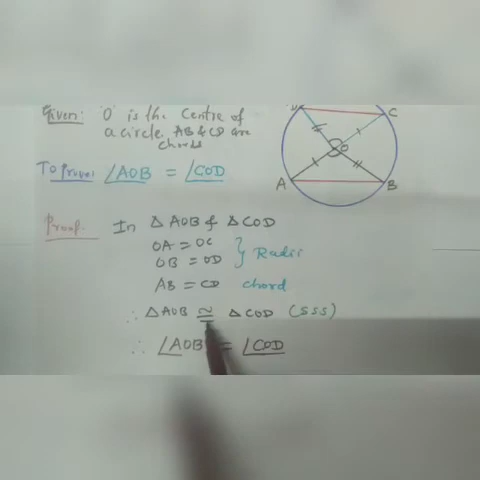 Given: 'O' is the Centre of
a circle. AB & CD are
chords
To prove: ∠AOB = ∠COD
Proof. In △AOB & △COD
OA = OC
OB = OD } Radii
AB = CD chord
∴ △AOB ≅ △COD (SSS)
∴ ∠AOB = ∠COD
D C
O
A B